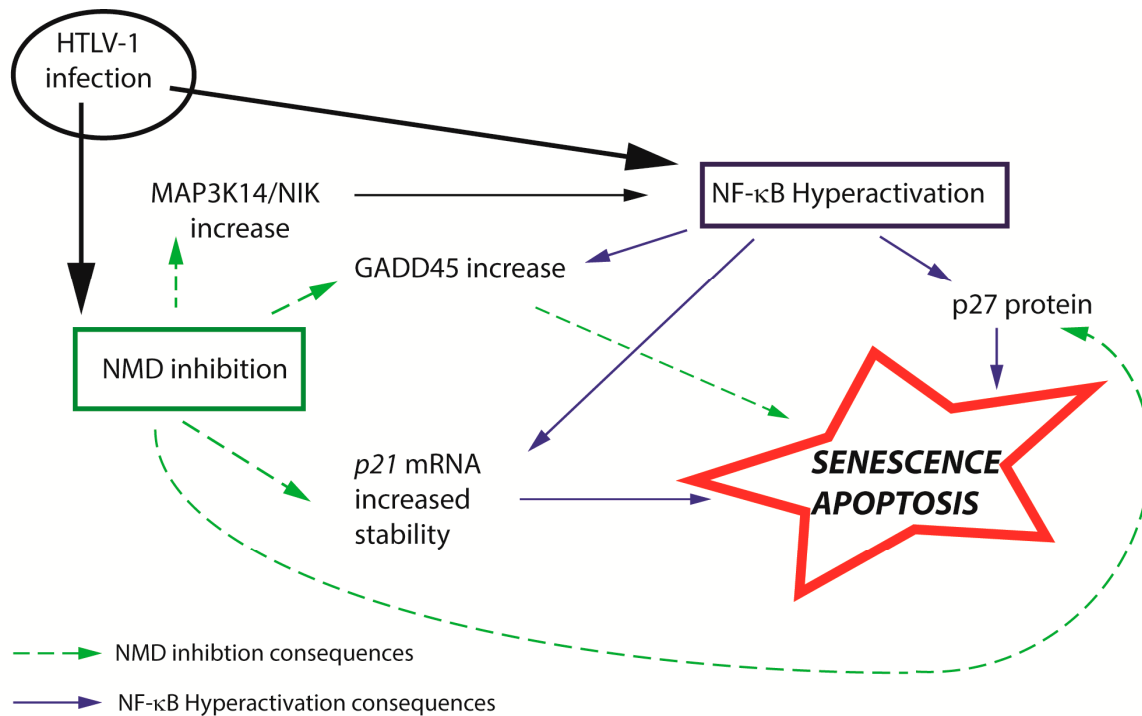 HTLV-1
infection
MAP3K14/NIK
increase
NF-κB Hyperactivation
GADD45 increase
p27 protein
NMD inhibition
p21 mRNA
increased
stability
SENESCENCE
APOPTOSIS
NMD inhibtion consequences
NF-κB Hyperactivation consequences